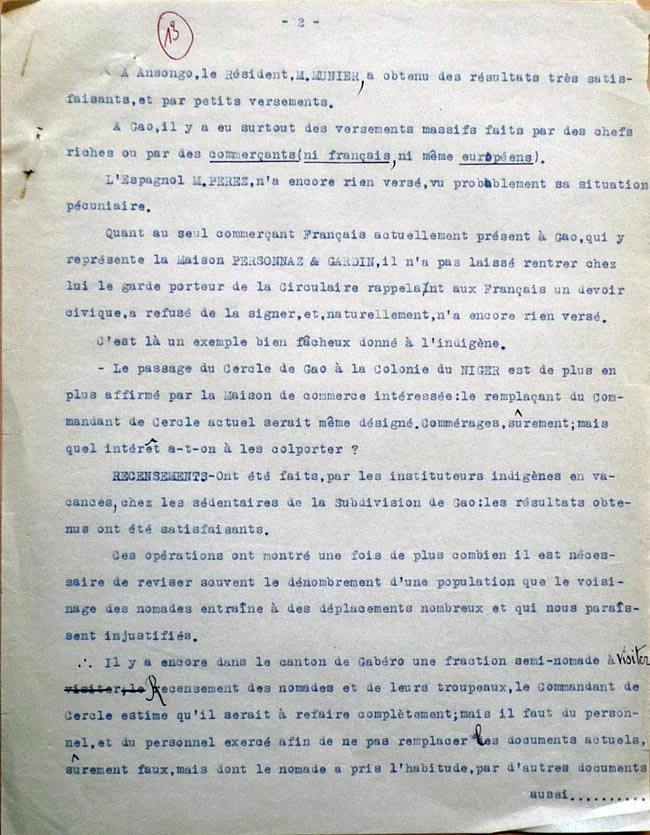 13
- 2 -
A Ansongo,le Résident,M.MUNIER,a obtenu des résultats très satis-
faisants,et par petits versements.
A Gao,il y a eu surtout des versements massifs faits par des chefs
riches ou par des commerçants(ni français,ni même européens).
L'Espagnol M.PEREZ,n'a encore rien versé,vu probablement sa situation
pécuniaire.
Quant au seul commerçant Français actuellement présent à Gao,qui y
représente la Maison PERSONNAZ & GARDIN,il n'a pas laissé rentrer chez
lui le garde porteur de la Circulaire rappelant aux Français un devoir
civique,a refusé de la signer,et,naturellement,n'a encore rien versé.
C'est là un exemple bien fâcheux donné à l'indigène.
- Le passage du Cercle de Gao à la Colonie du NIGER est de plus en
plus affirmé par la Maison de commerce intéressée:le remplaçant du Com-
mandant de Cercle actuel serait même désigné.Commérages,sûrement;mais
quel intérêt a-t-on à les colporter ?
RECENSEMENTS-Ont été faits,par les instituteurs indigènes en va-
cances,chez les sédentaires de la Subdivision de Gao:les résultats obte-
nus ont été satisfaisants.
Ces opérations ont montré une fois de plus combien il est néces-
saire de reviser souvent le dénombrement d'une population que le voisi-
nage des nomades entraîne à des déplacements nombreux et qui nous parais-
sent injustifiés.
∴ Il y a encore dans le canton de Gabéro une fraction semi-nomade à visiter
visiter,le Recensement des nomades et de leurs troupeaux,le Commandant de
Cercle estime qu'il serait à refaire complètement;mais il faut du person-
nel,et du personnel exercé afin de ne pas remplacer les documents actuels,
sûrement faux,mais dont le nomade a pris l'habitude,par d'autres documents
aussi..........